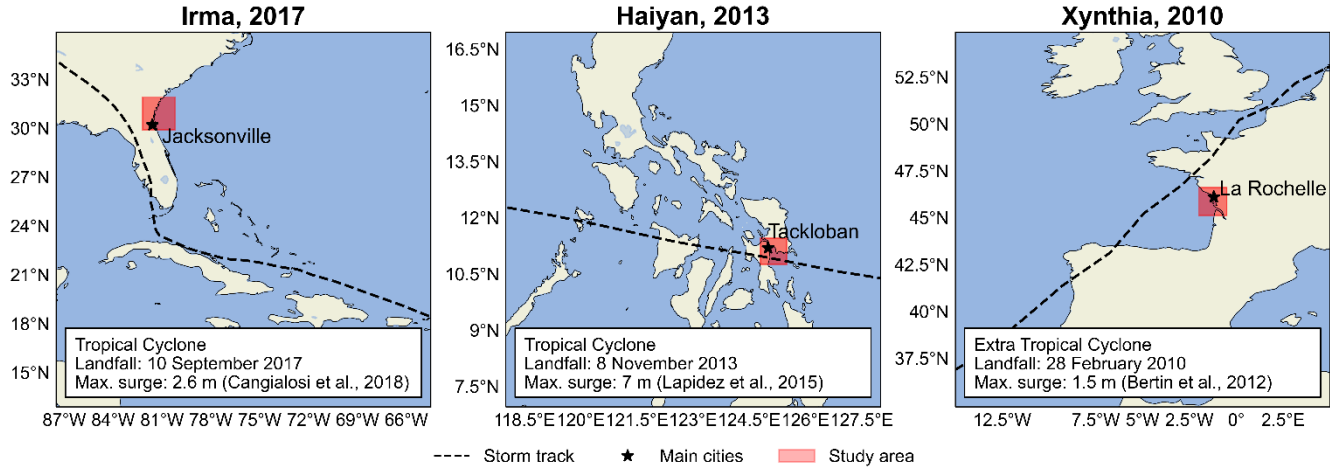 Irma, 2017
33°N
30°N
27°N
24°N
21°N
18°N
15°N
Jacksonville
Tropical Cyclone
Landfall: 10 September 2017
Max. surge: 2.6 m (Cangialosi et al., 2018)
87°W 84°W 81°W 78°W 75°W 72°W 69°W 66°W
Haiyan, 2013
16.5°N
15°N
13.5°N
12°N
10.5°N
9°N
7.5°N
Tackloban
Tropical Cyclone
Landfall: 8 November 2013
Max. surge: 7 m (Lapidez et al., 2015)
118.5°E 120°E 121.5°E 123°E 124.5°E 126°E 127.5°E
Xynthia, 2010
52.5°N
50°N
47.5°N
45°N
42.5°N
40°N
37.5°N
La Rochelle
Extra Tropical Cyclone
Landfall: 28 February 2010
Max. surge: 1.5 m (Bertin et al., 2012)
12.5°W 7.5°W 5°W 2.5°W 0° 2.5°E
Storm track Main cities Study area